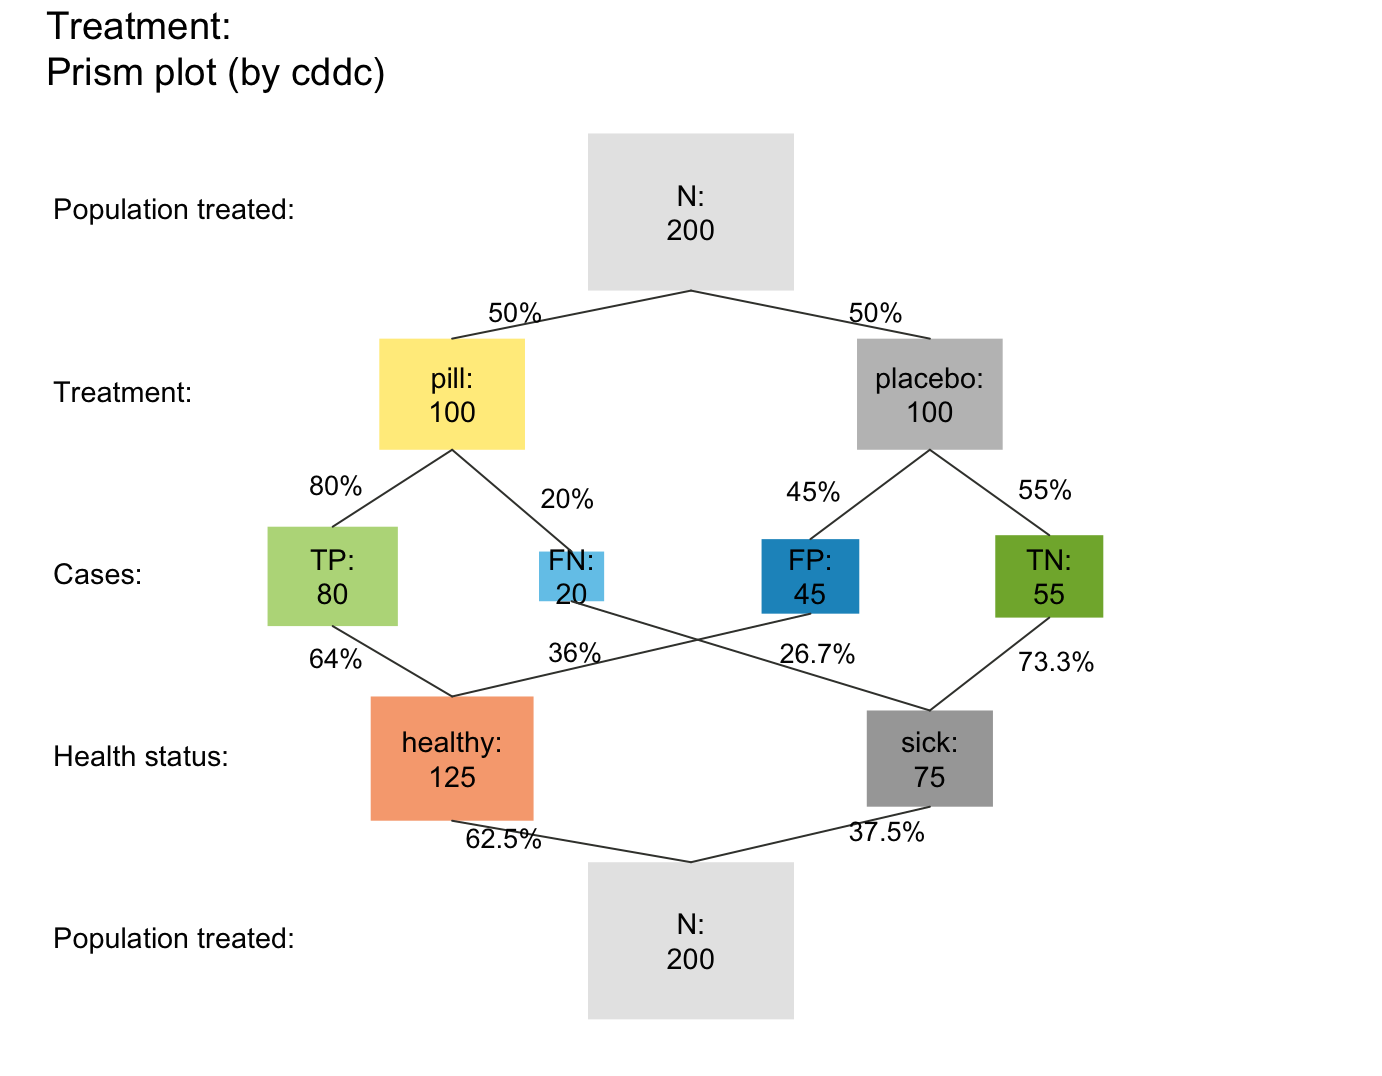 Treatment:
Prism plot (by cddc)
Population treated:
N:
200
50%
50%
Treatment:
pill:
100
placebo:
100
80%
20%
45%
55%
Cases:
TP:
80
FN:
20
FP:
45
TN:
55
64%
36%
26.7%
73.3%
Health status:
healthy:
125
sick:
75
62.5%
37.5%
Population treated:
N:
200